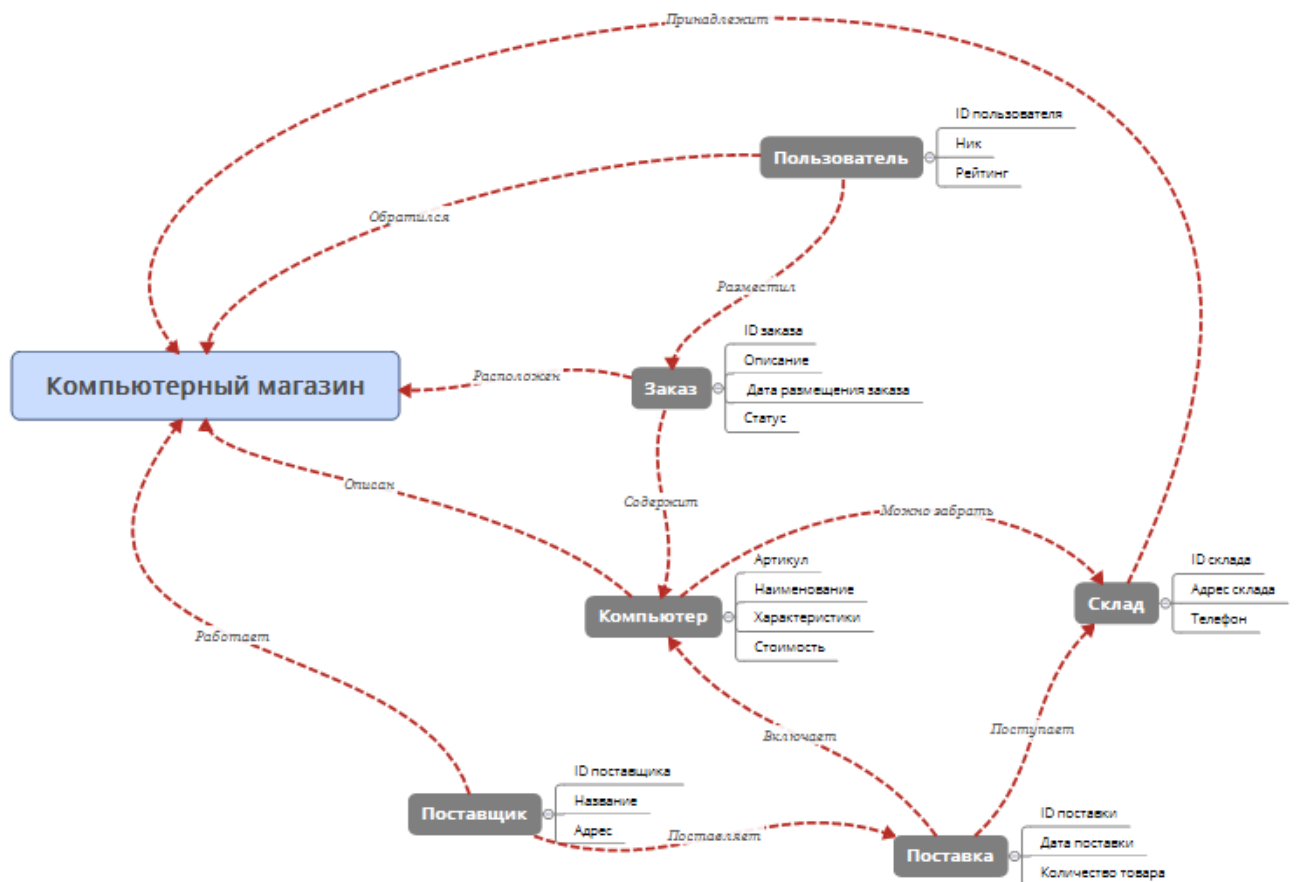 Принадлежит
ID пользователя
Пользователь
Ник
Рейтинг
Обратился
Разместил
ID заказа
Описание
Компьютерный магазин
Расположен
Заказ
Дата размещения заказа
Статус
Описан
Содержит
Можно забрать
Артикул
Наименование
Компьютер
Характеристики
Стоимость
ID склада
Склад
Адрес склада
Телефон
Работает
Включает
Поступает
ID поставщика
Поставщик
Название
Адрес
Поставляет
ID поставки
Дата поставки
Поставка
Количество товара